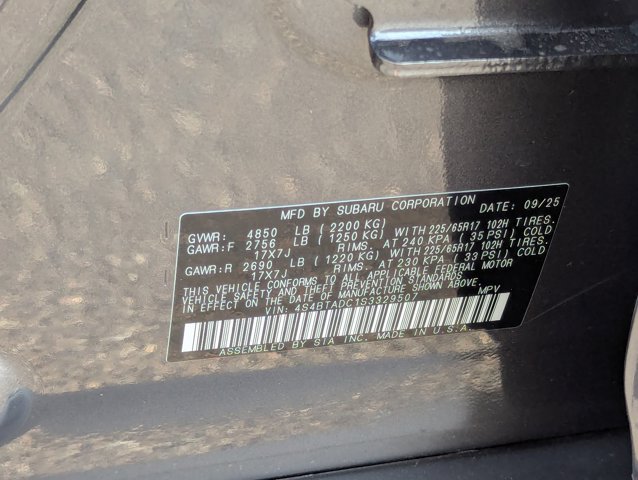 MFD BY SUBARU CORPORATION DATE: 09/25
GVWR: 4850 LB (2200 KG)
GAWR:F 2756 LB (1250 KG) WITH 225/65R17 102H TIRES.
17X7J RIMS. AT 240 KPA (35 PSI) COLD
GAWR:R 2690 LB (1220 KG) WITH 225/65R17 102H TIRES.
17X7J RIMS. AT 230 KPA (33 PSI) COLD
THIS VEHICLE CONFORMS TO ALL APPLICABLE FEDERAL MOTOR
VEHICLE SAFETY AND THEFT PREVENTION STANDARDS
IN EFFECT ON THE DATE OF MANUFACTURE SHOWN ABOVE.
VIN: 4S4BTADC1S3329507 MPV
ASSEMBLED BY SIA INC. MADE IN U.S.A